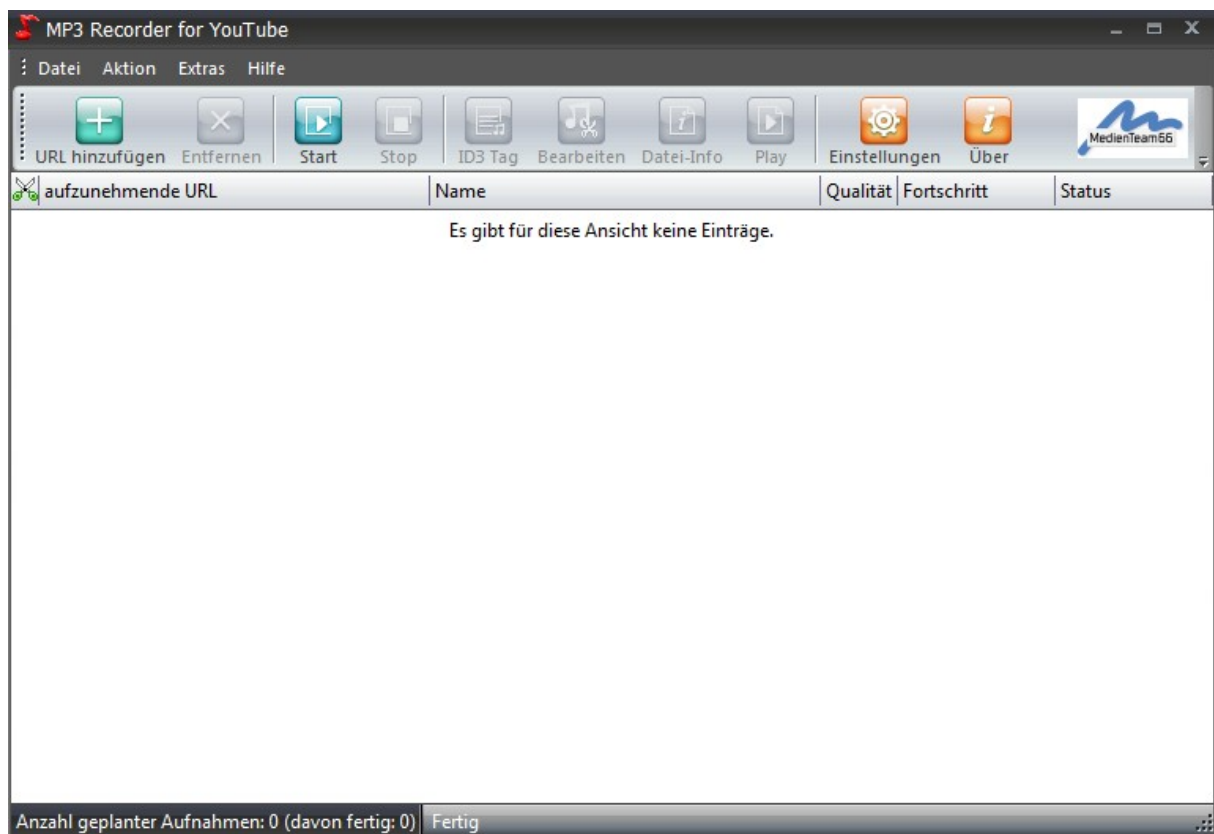 MP3 Recorder for YouTube
Datei Aktion Extras Hilfe
URL hinzufügen Entfernen Start Stop ID3 Tag Bearbeiten Datei-Info Play Einstellungen Über MedienTeam66
aufzunehmende URL Name Qualität Fortschritt Status
Es gibt für diese Ansicht keine Einträge.
Anzahl geplanter Aufnahmen: 0 (davon fertig: 0) Fertig